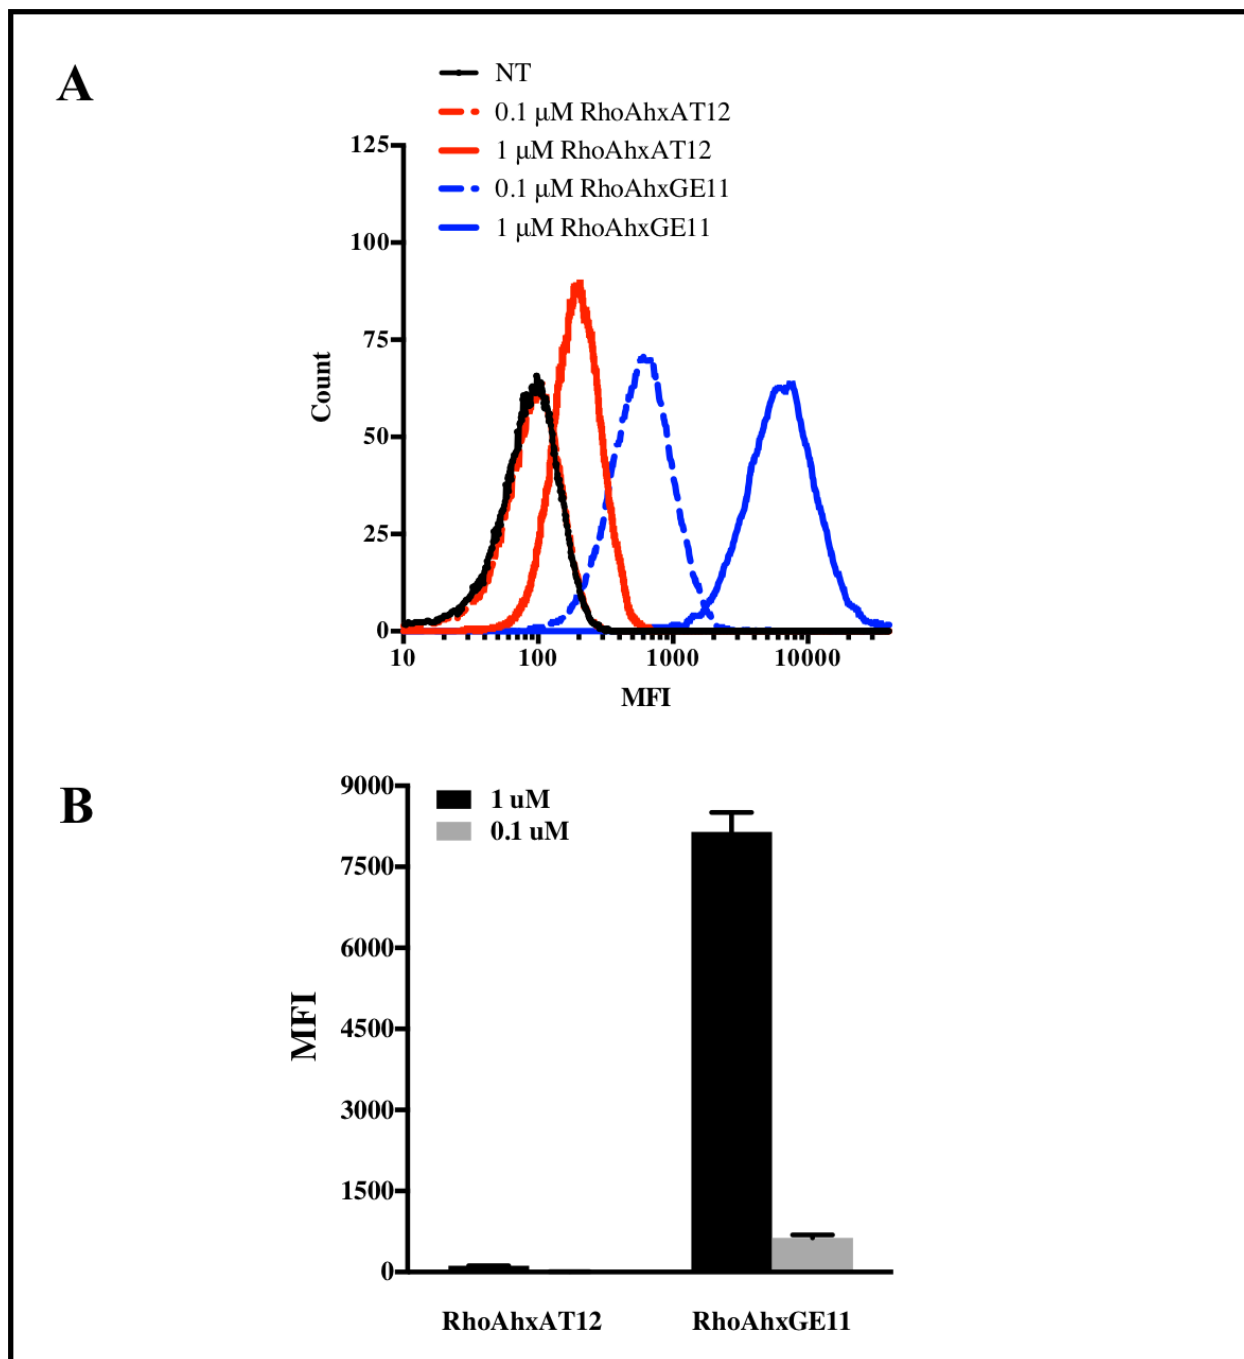 A
NT
0.1 μM RhoAhxAT12
1 μM RhoAhxAT12
0.1 μM RhoAhxGE11
1 μM RhoAhxGE11
125
100
75
50
25
0
Count
10 100 1000 10000
MFI
B
1 uM
0.1 uM
9000
7500
6000
4500
3000
1500
0
MFI
RhoAhxAT12 RhoAhxGE11